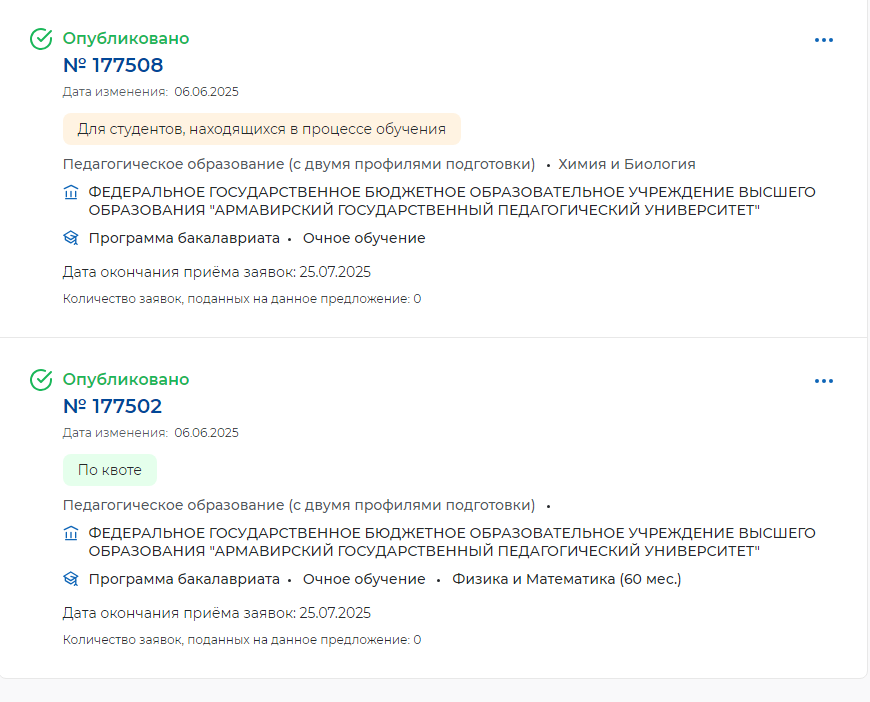 Опубликовано
№ 177508
Дата изменения: 06.06.2025
Для студентов, находящихся в процессе обучения
Педагогическое образование (с двумя профилями подготовки) • Химия и Биология
ФЕДЕРАЛЬНОЕ ГОСУДАРСТВЕННОЕ БЮДЖЕТНОЕ ОБРАЗОВАТЕЛЬНОЕ УЧРЕЖДЕНИЕ ВЫСШЕГО
ОБРАЗОВАНИЯ "АРМАВИРСКИЙ ГОСУДАРСТВЕННЫЙ ПЕДАГОГИЧЕСКИЙ УНИВЕРСИТЕТ"
Программа бакалавриата • Очное обучение
Дата окончания приёма заявок: 25.07.2025
Количество заявок, поданных на данное предложение: 0
Опубликовано
№ 177502
Дата изменения: 06.06.2025
По квоте
Педагогическое образование (с двумя профилями подготовки) •
ФЕДЕРАЛЬНОЕ ГОСУДАРСТВЕННОЕ БЮДЖЕТНОЕ ОБРАЗОВАТЕЛЬНОЕ УЧРЕЖДЕНИЕ ВЫСШЕГО
ОБРАЗОВАНИЯ "АРМАВИРСКИЙ ГОСУДАРСТВЕННЫЙ ПЕДАГОГИЧЕСКИЙ УНИВЕРСИТЕТ"
Программа бакалавриата • Очное обучение • Физика и Математика (60 мес.)
Дата окончания приёма заявок: 25.07.2025
Количество заявок, поданных на данное предложение: 0